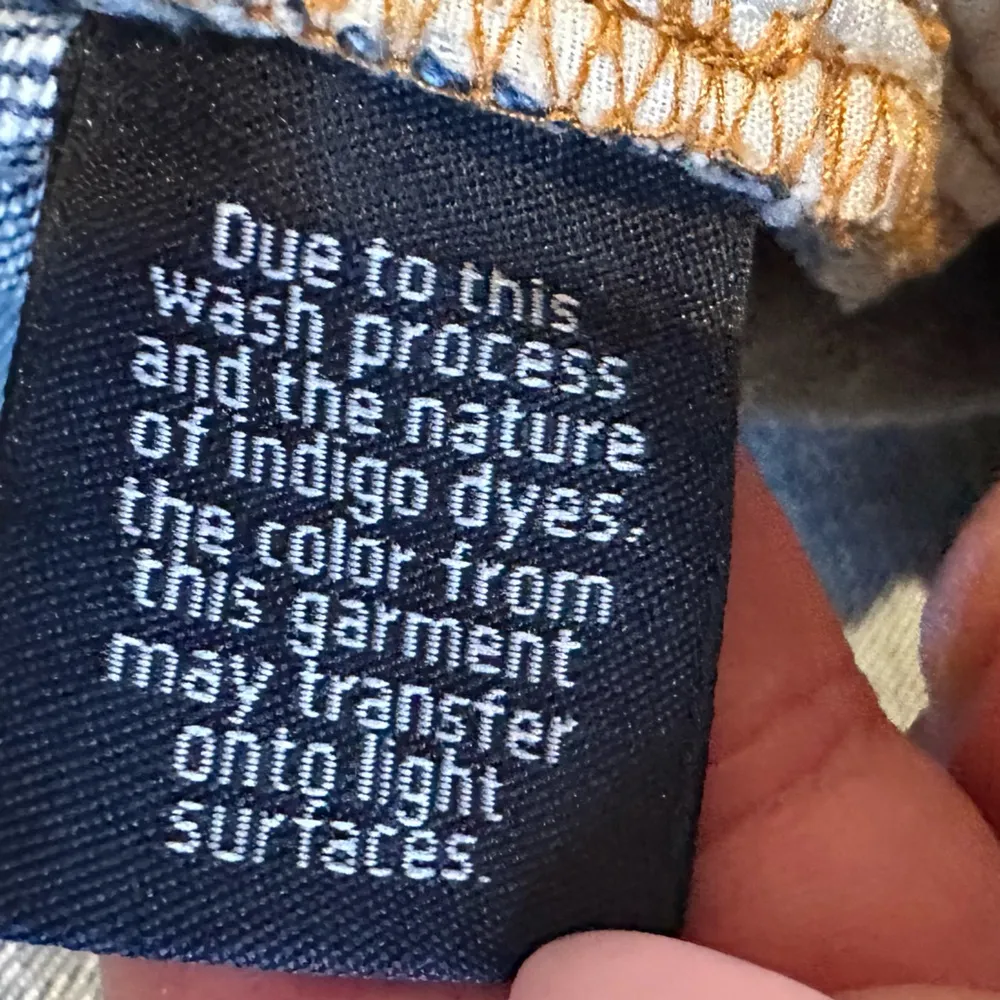 Due to this
wash process
and the nature
of indigo dyes,
the color from
this garment
may transfer
onto light
surfaces.